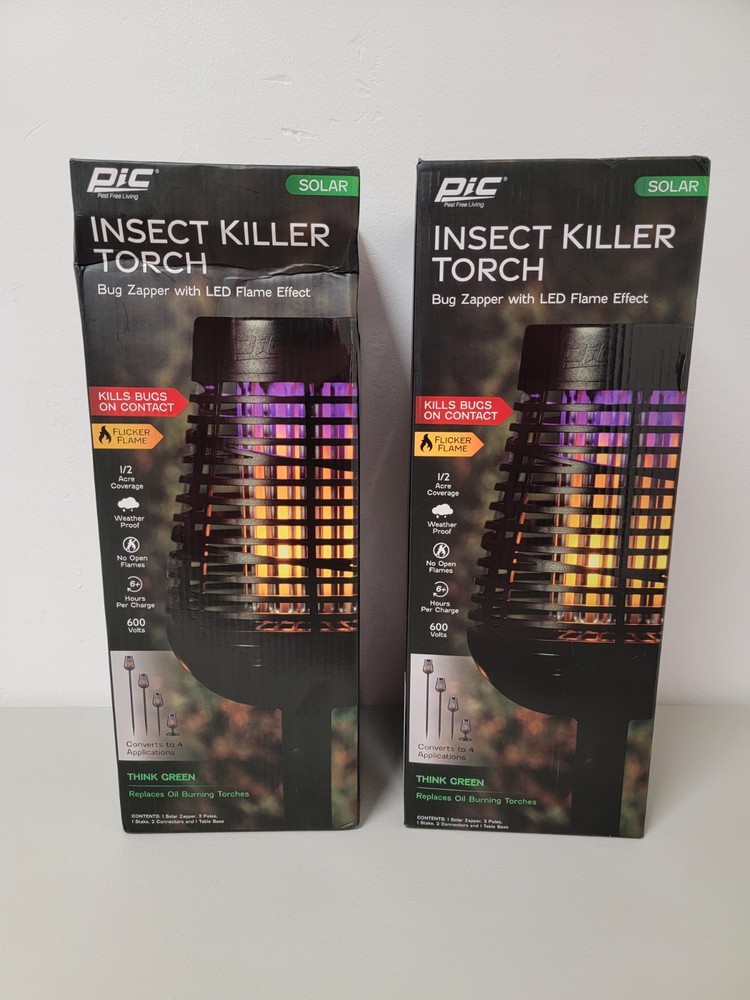 PIC®
Pest Free Living
SOLAR
INSECT KILLER
TORCH
Bug Zapper with LED Flame Effect
PIC
KILLS BUGS
ON CONTACT
FLICKER
FLAME
1/2
Acre
Coverage
Weather
Proof
No Open
Flames
6+
Hours
Per Charge
600
Volts
Converts to 4
Applications
THINK GREEN
Replaces Oil Burning Torches
CONTENTS: 1 Solar Zapper, 3 Poles,
1 Stake, 2 Connectors and 1 Table Base
PIC®
Pest Free Living
SOLAR
INSECT KILLER
TORCH
Bug Zapper with LED Flame Effect
PIC
KILLS BUGS
ON CONTACT
FLICKER
FLAME
1/2
Acre
Coverage
Weather
Proof
No Open
Flames
6+
Hours
Per Charge
600
Volts
Converts to 4
Applications
THINK GREEN
Replaces Oil Burning Torches
CONTENTS: 1 Solar Zapper, 3 Poles,
1 Stake, 2 Connectors and 1 Table Base